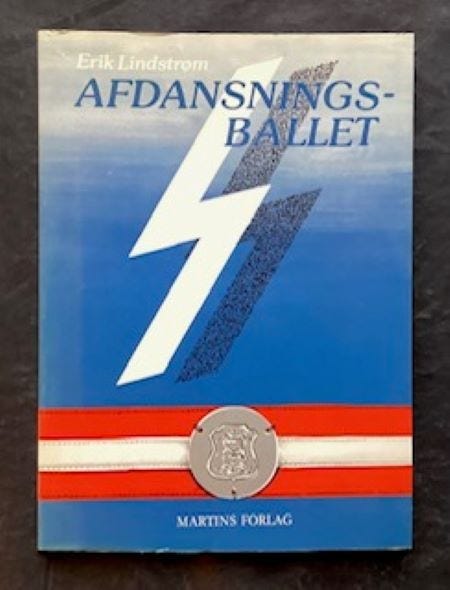 Erik Lindstrøm
AFDANSNINGS-
BALLET
MARTINS FORLAG